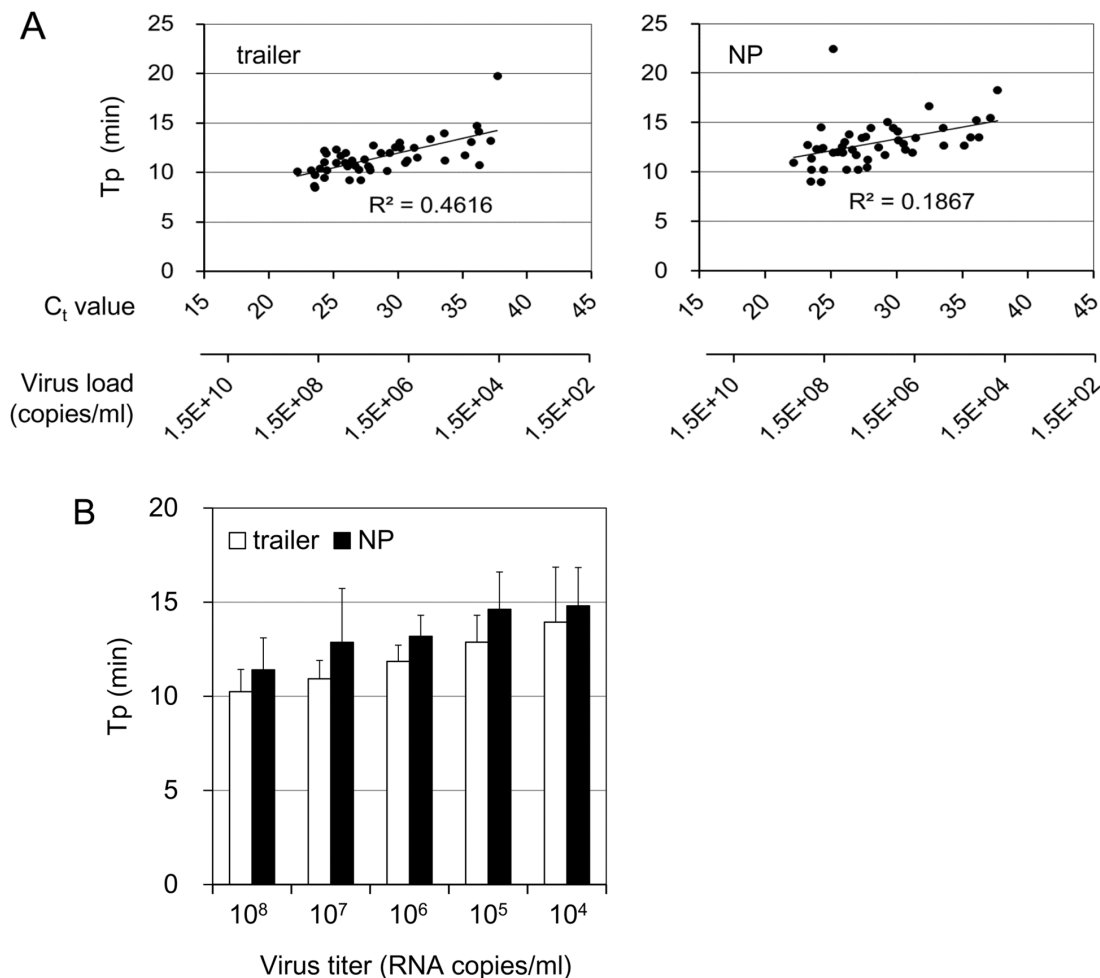 A
trailer
NP
Tp (min)
25
20
15
10
5
0
R² = 0.4616
25
20
15
10
5
0
R² = 0.1867
Ct value
15 20 25 30 35 40 45
15 20 25 30 35 40 45
Virus load
(copies/ml)
1.5E+10 1.5E+08 1.5E+06 1.5E+04 1.5E+02
1.5E+10 1.5E+08 1.5E+06 1.5E+04 1.5E+02
B
trailer NP
Tp (min)
20
15
10
5
0
10⁸ 10⁷ 10⁶ 10⁵ 10⁴
Virus titer (RNA copies/ml)